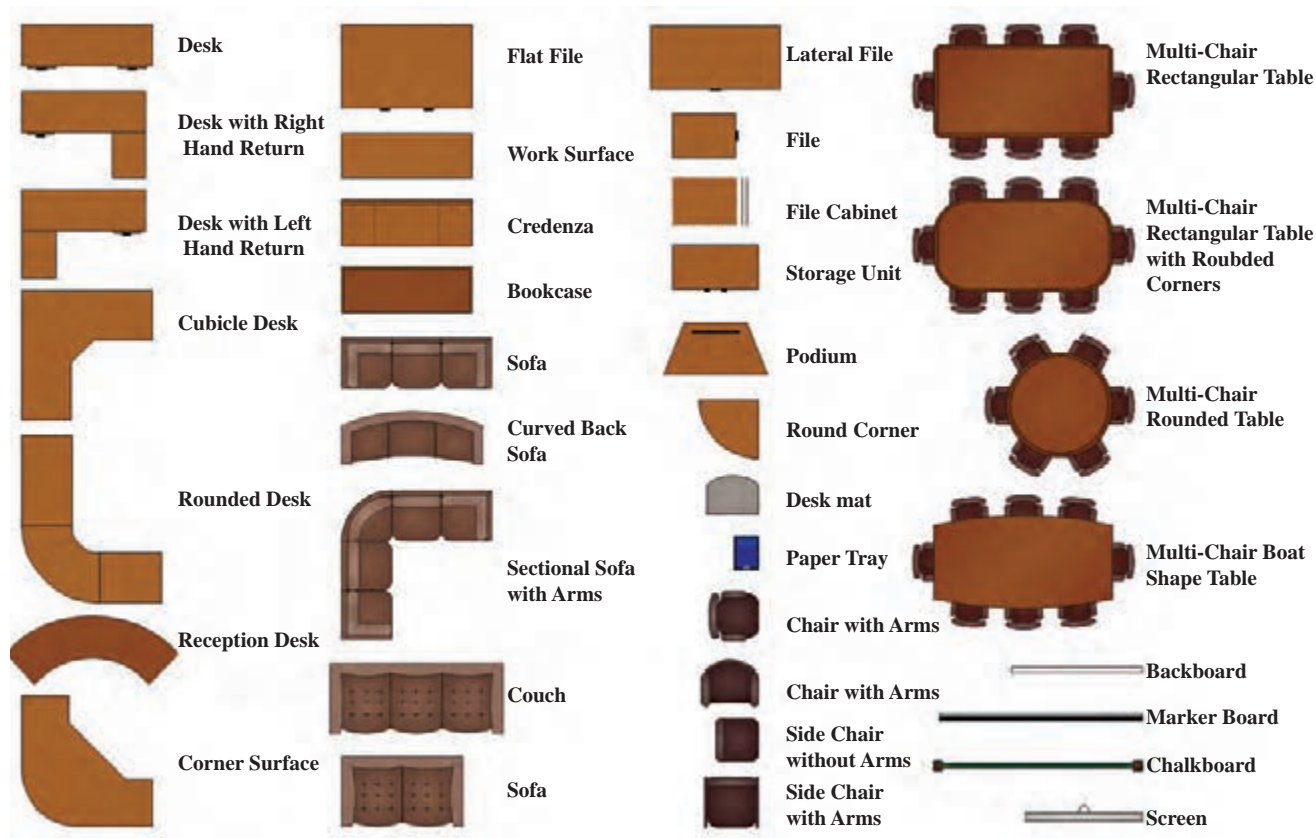 Desk
Desk with Right
Hand Return
Desk with Left
Hand Return
Cubicle Desk
Rounded Desk
Reception Desk
Corner Surface
Flat File
Work Surface
Credenza
Bookcase
Sofa
Curved Back
Sofa
Sectional Sofa
with Arms
Couch
Sofa
Lateral File
File
File Cabinet
Storage Unit
Podium
Round Corner
Desk mat
Paper Tray
Chair with Arms
Chair with Arms
Side Chair
without Arms
Side Chair
with Arms
Multi-Chair
Rectangular Table
Multi-Chair
Rectangular Table
with Roubded
Corners
Multi-Chair
Rounded Table
Multi-Chair Boat
Shape Table
Backboard
Marker Board
Chalkboard
Screen